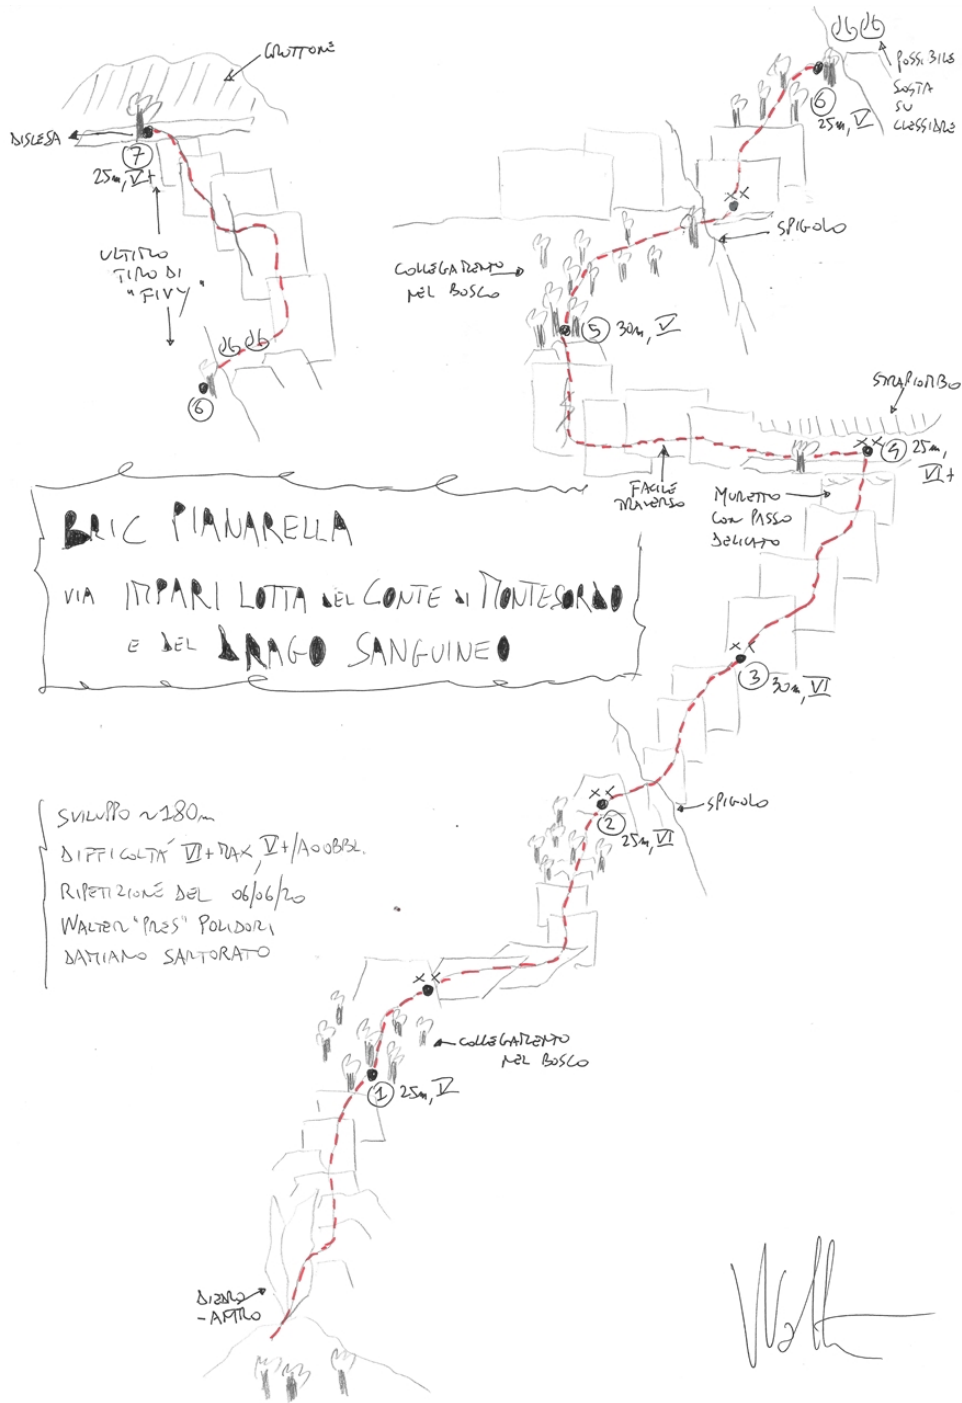 GROTTONE
DISCESA
7
25m, V+
ULTIMO
TIRO DI
"FIVY"
6
POSSIBILE
SOSTA
SU
CLESSIDRE
6
25m, V
SPIGOLO
COLLEGAMENTO
NEL BOSCO
5 30m, V
STRAPIOMBO
4 25m,
VI+
FACILE
TRAVERSO
MURETTO
CON PASSO
DELICATO
BRIC PIANARELLA
VIA IMPARI LOTTA DEL CONTE DI MONTESORDO
E DEL DRAGO SANGUINEO
3 30m, VI
SPIGOLO
2
25m, VI
SVILUPPO ~180m
DIFFICOLTÀ VI+ MAX, V+/A0 OBBL.
RIPETIZIONE DEL 06/06/20
WALTER "PRES" POLIDORI
DAMIANO SARTORATO
COLLEGAMENTO
NEL BOSCO
1 25m, IV
DIEDRO
-ANTRO